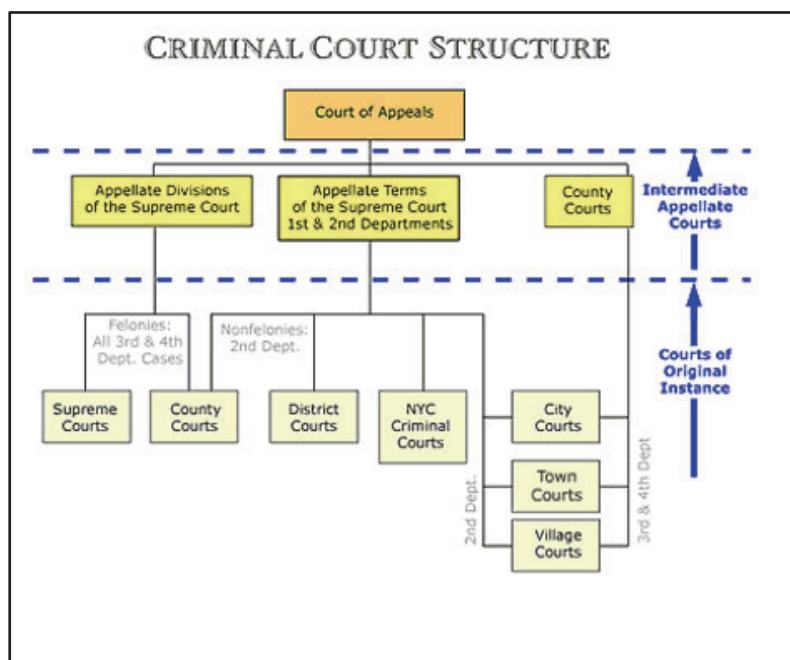 CRIMINAL COURT STRUCTURE
Court of Appeals
Appellate Divisions
of the Supreme Court
Appellate Terms
of the Supreme Court
1st & 2nd Departments
County
Courts
Intermediate
Appellate
Courts
Felonies:
All 3rd & 4th
Dept. Cases
Nonfelonies:
2nd Dept.
Courts of
Original
Instance
Supreme
Courts
County
Courts
District
Courts
NYC
Criminal
Courts
City
Courts
Town
Courts
Village
Courts
2nd Dept.
3rd & 4th Dept